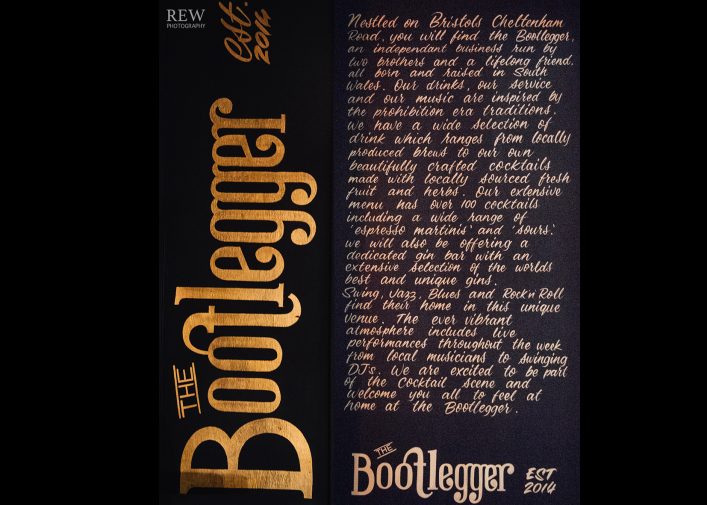 REW
PHOTOGRAPHY
est.
2014
THE
Bootlegger
Nestled on Bristols Cheltenham
Road, you will find the Bootlegger,
an independant business run by
two brothers and a lifelong friend,
all born and raised in South
Wales. Our drinks, our service
and our music are inspired by
the prohibition era traditions.
We have a wide selection of
drink which ranges from locally
produced brews to our own
beautifully crafted cocktails
made with locally sourced fresh
fruit and herbs. Our extensive
menu has over 100 cocktails
including a wide range of
'espresso martinis' and 'sours'.
we will also be offering a
dedicated gin bar with an
extensive selection of the worlds
best and unique gins.
Swing, Jazz, Blues and Rock'n'Roll
find their home in this unique
venue. The ever vibrant
atmosphere includes live
performances throughout the week
from local musicians to swinging
DJs. We are excited to be part
of the Cocktail scene and
welcome you all to feel at
home at the Bootlegger.
THE
Bootlegger
EST
2014